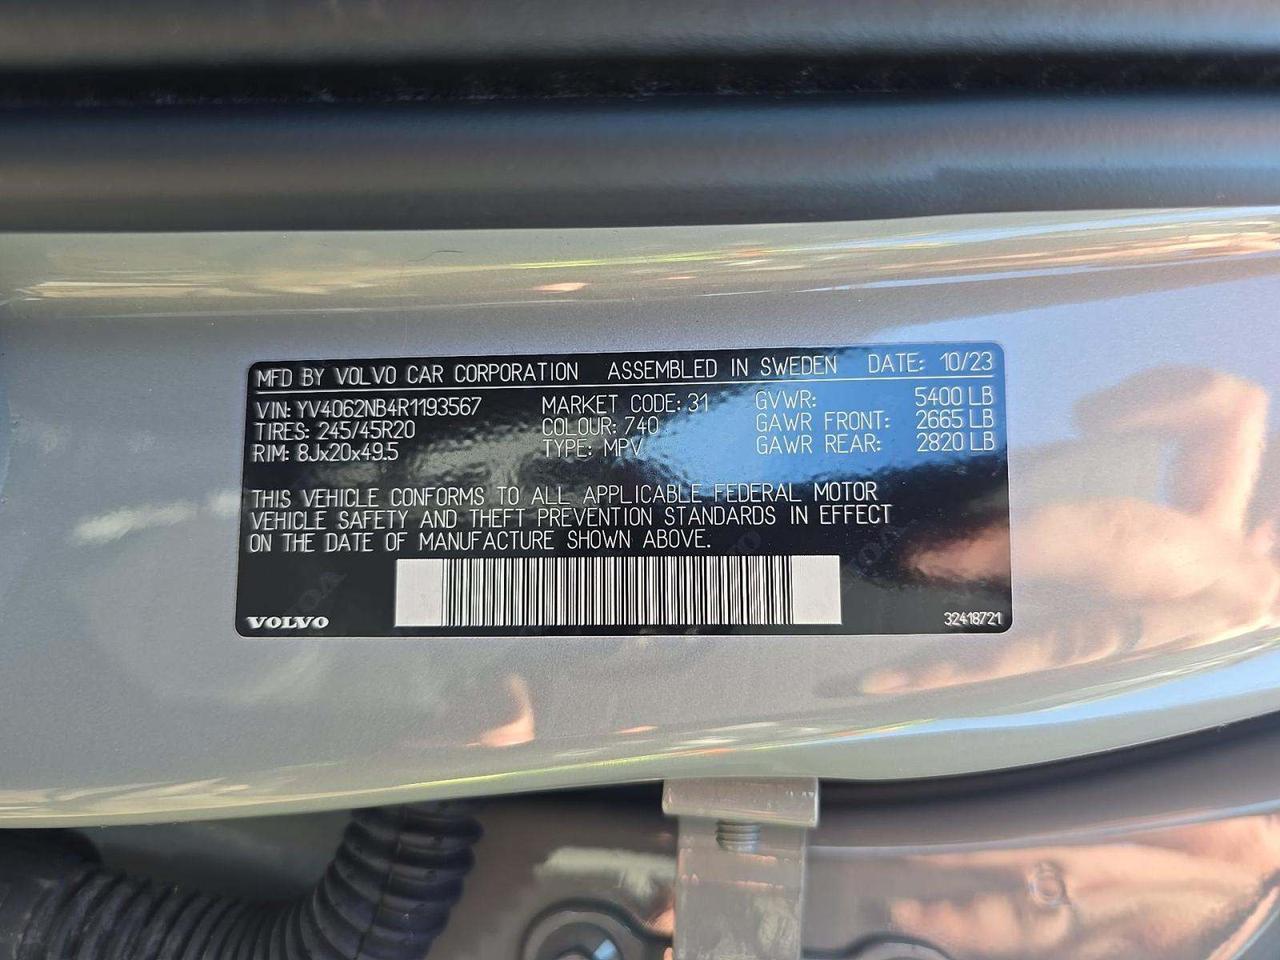 MFD BY VOLVO CAR CORPORATION ASSEMBLED IN SWEDEN DATE: 10/23
VIN: YV4062NB4R1193567 MARKET CODE: 31 GVWR: 5400 LB
TIRES: 245/45R20 COLOUR: 740 GAWR FRONT: 2665 LB
RIM: 8Jx20x49.5 TYPE: MPV GAWR REAR: 2820 LB
THIS VEHICLE CONFORMS TO ALL APPLICABLE FEDERAL MOTOR
VEHICLE SAFETY AND THEFT PREVENTION STANDARDS IN EFFECT
ON THE DATE OF MANUFACTURE SHOWN ABOVE.
VOLVO 32418721